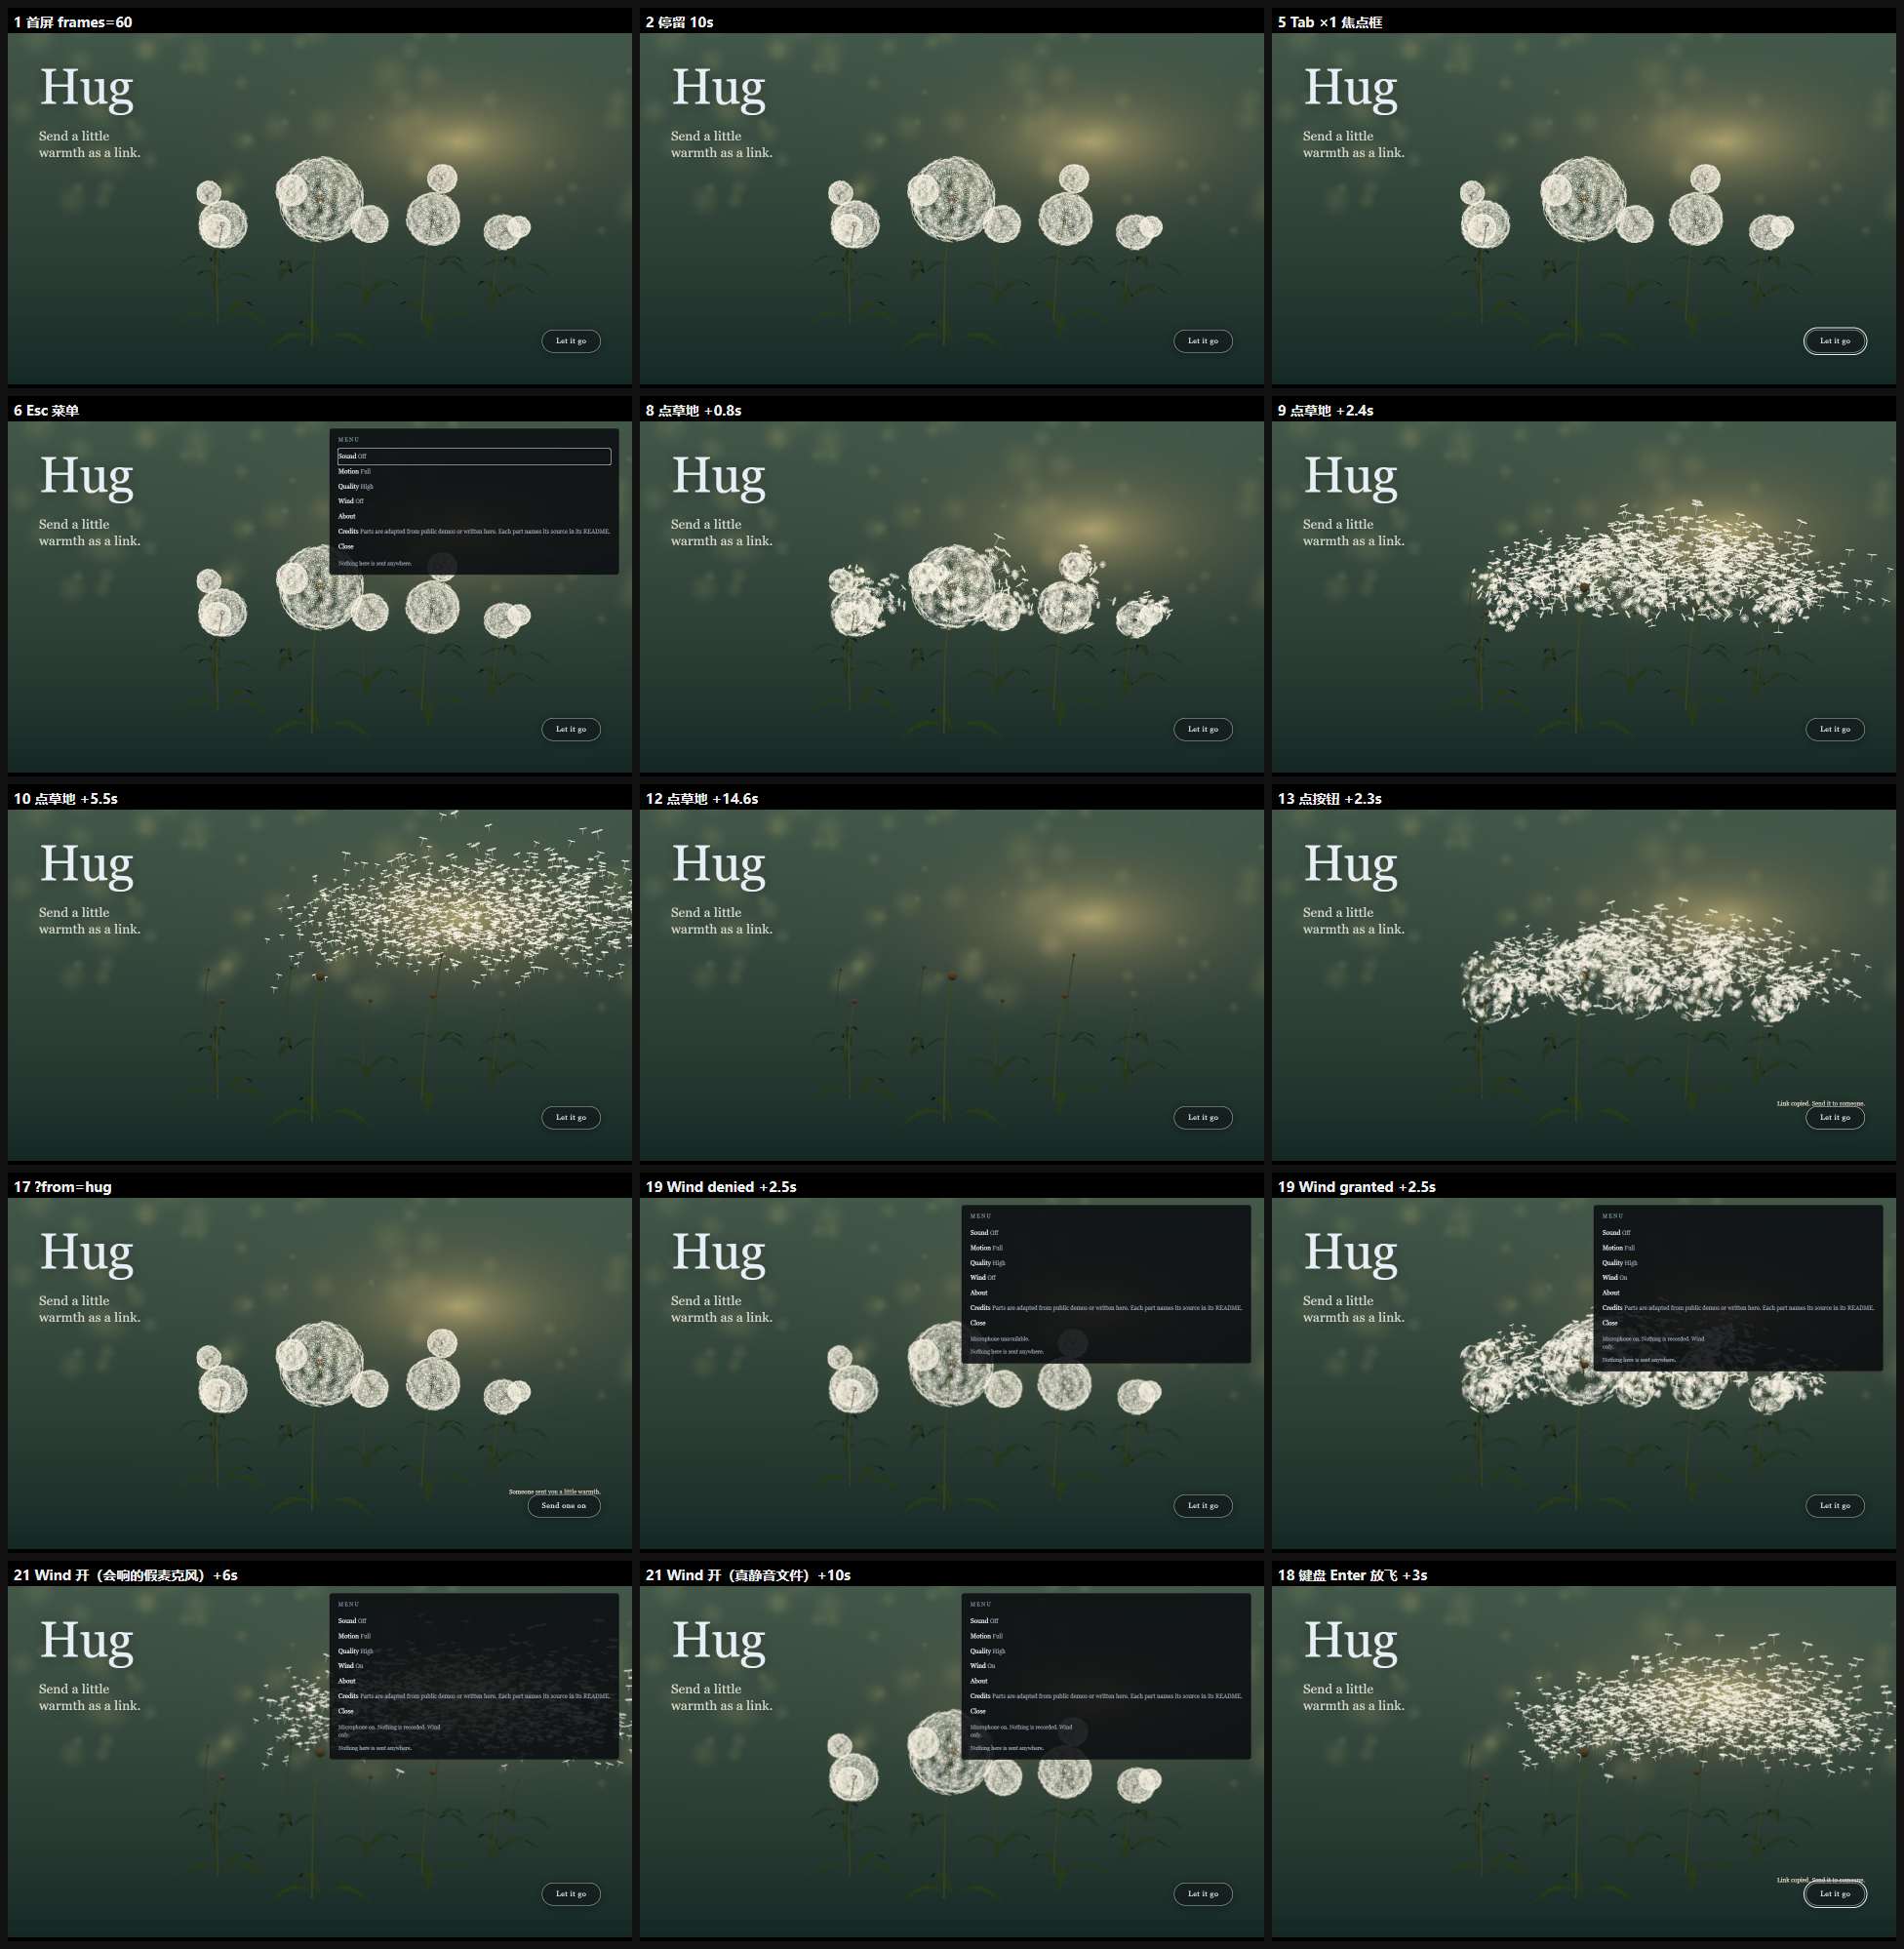 1 首屏 frames=60
Hug
Send a little
warmth as a link.
Let it go
2 停留 10s
Hug
Send a little
warmth as a link.
Let it go
5 Tab ×1 焦点框
Hug
Send a little
warmth as a link.
Let it go
6 Esc 菜单
Hug
Send a little
warmth as a link.
MENU
Sound Off
Motion Full
Quality High
Wind Off
About
Credits Parts are adapted from public demos or written here. Each part names its source in its README.
Close
Nothing here is sent anywhere.
Let it go
8 点草地 +0.8s
Hug
Send a little
warmth as a link.
Let it go
9 点草地 +2.4s
Hug
Send a little
warmth as a link.
Let it go
10 点草地 +5.5s
Hug
Send a little
warmth as a link.
Let it go
12 点草地 +14.6s
Hug
Send a little
warmth as a link.
Let it go
13 点按钮 +2.3s
Hug
Send a little
warmth as a link.
Link copied. Send it to someone.
Let it go
17 ?from=hug
Hug
Send a little
warmth as a link.
Someone sent you a little warmth.
Send one on
19 Wind denied +2.5s
Hug
Send a little
warmth as a link.
MENU
Sound Off
Motion Full
Quality High
Wind Off
About
Credits Parts are adapted from public demos or written here. Each part names its source in its README.
Close
Microphone unavailable.
Nothing here is sent anywhere.
Let it go
19 Wind granted +2.5s
Hug
Send a little
warmth as a link.
MENU
Sound Off
Motion Full
Quality High
Wind On
About
Credits Parts are adapted from public demos or written here. Each part names its source in its README.
Close
Microphone on. Nothing is recorded. Wind
only.
Nothing here is sent anywhere.
Let it go
21 Wind 开（会响的假麦克风）+6s
Hug
Send a little
warmth as a link.
MENU
Sound Off
Motion Full
Quality High
Wind On
About
Credits Parts are adapted from public demos or written here. Each part names its source in its README.
Close
Microphone on. Nothing is recorded. Wind
only.
Nothing here is sent anywhere.
Let it go
21 Wind 开（真静音文件）+10s
Hug
Send a little
warmth as a link.
MENU
Sound Off
Motion Full
Quality High
Wind On
About
Credits Parts are adapted from public demos or written here. Each part names its source in its README.
Close
Microphone on. Nothing is recorded. Wind
only.
Nothing here is sent anywhere.
Let it go
18 键盘 Enter 放飞 +3s
Hug
Send a little
warmth as a link.
Link copied. Send it to someone.
Let it go